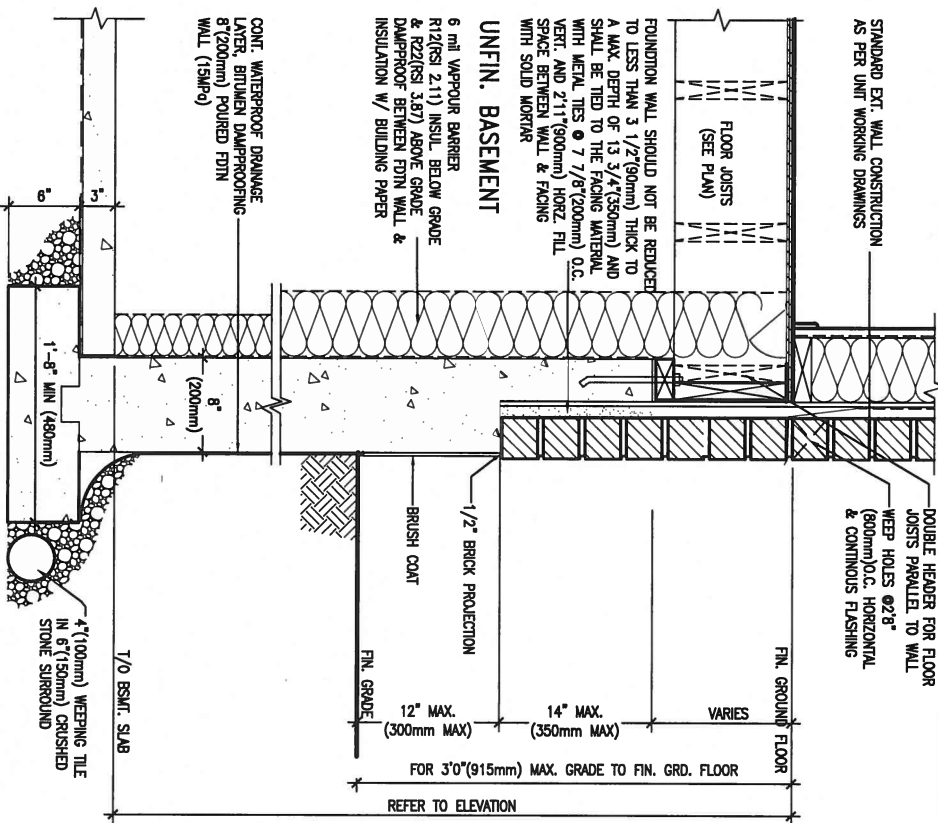 STANDARD EXT. WALL CONSTRUCTION
AS PER UNIT WORKING DRAWINGS
FLOOR JOISTS
(SEE PLAN)
FOUNDTION WALL SHOULD NOT BE REDUCED
TO LESS THAN 3 1/2"(90mm) THICK TO
A MAX. DEPTH OF 13 3/4"(350mm) AND
SHALL BE TIED TO THE FACING MATERIAL
WITH METAL TIES @ 7 7/8"(200mm) O.C.
VERT. AND 2'11"(900mm) HORZ. FILL
SPACE BETWEEN WALL & FACING
WITH SOLID MORTAR
UNFIN. BASEMENT
6 mil VAPPOUR BARRIER
R12(RSI 2.11) INSUL. BELOW GRADE
& R22(RSI 3.87) ABOVE GRADE
DAMPPROOF BETWEEN FDTN WALL &
INSULATION W/ BUILDING PAPER
CONT. WATERPROOF DRAINAGE
LAYER, BITUMEN DAMPPROOFING
8"(200mm) POURED FDTN
WALL (15MPa)
6"
3"
1'-8" MIN (480mm)
8"
(200mm)
DOUBLE HEADER FOR FLOOR
JOISTS PARALLEL TO WALL
WEEP HOLES @2'8"
(800mm)O.C. HORIZONTAL
& CONTINOUS FLASHING
1/2" BRICK PROJECTION
BRUSH COAT
4"(100mm) WEEPING TILE
IN 6"(150mm) CRUSHED
STONE SURROUND
T/O BSMT. SLAB
FIN. GRADE
FIN. GROUND FLOOR
12" MAX.
(300mm MAX)
14" MAX.
(350mm MAX)
VARIES
FOR 3'0"(915mm) MAX. GRADE TO FIN. GRD. FLOOR
REFER TO ELEVATION